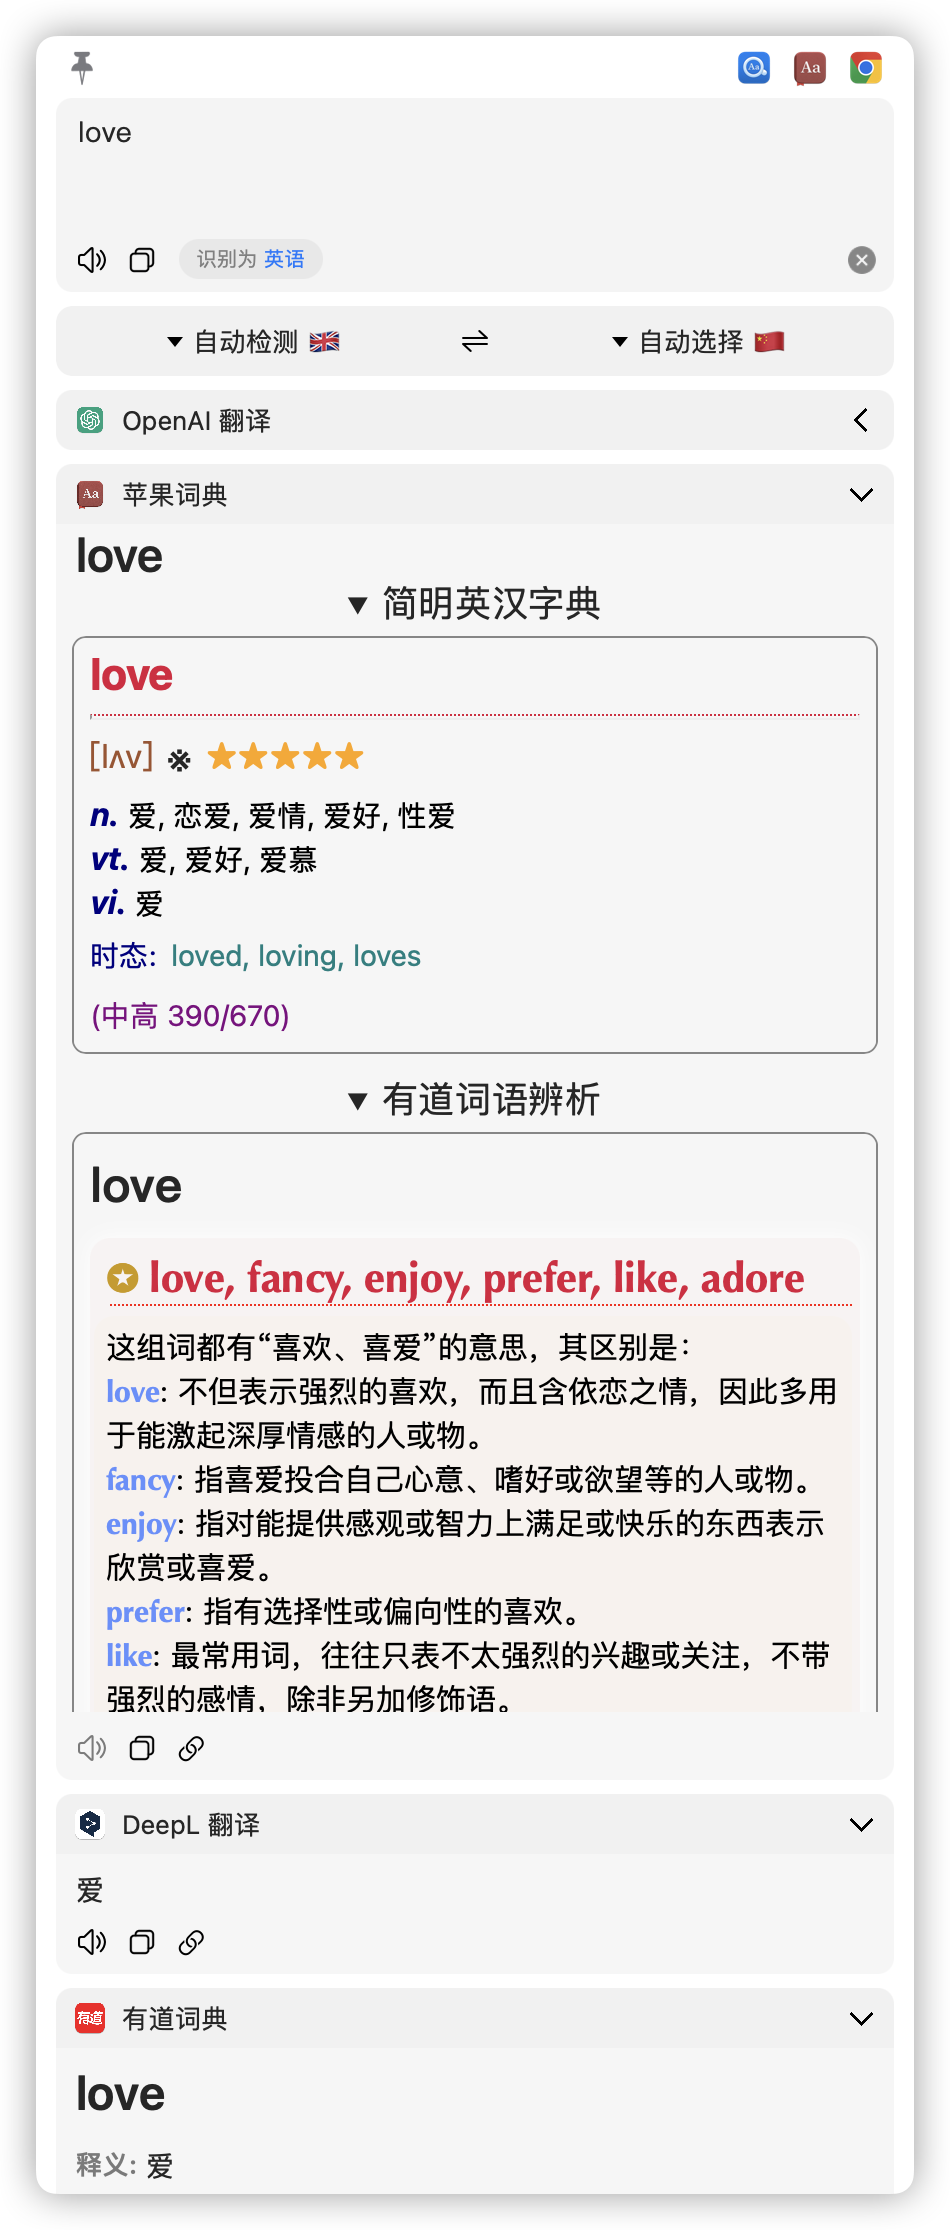 Aa
Aa
love
识别为 英语
自动检测
自动选择
OpenAI 翻译
Aa
苹果词典
love
▼ 简明英汉字典
love
[lʌv] ※ ★★★★★
n. 爱, 恋爱, 爱情, 爱好, 性爱
vt. 爱, 爱好, 爱慕
vi. 爱
时态: loved, loving, loves
(中高 390/670)
▼ 有道词语辨析
love
love, fancy, enjoy, prefer, like, adore
这组词都有“喜欢、喜爱”的意思，其区别是：
love: 不但表示强烈的喜欢，而且含依恋之情，因此多用
于能激起深厚情感的人或物。
fancy: 指喜爱投合自己心意、嗜好或欲望等的人或物。
enjoy: 指对能提供感观或智力上满足或快乐的东西表示
欣赏或喜爱。
prefer: 指有选择性或偏向性的喜欢。
like: 最常用词，往往只表不太强烈的兴趣或关注，不带
强烈的感情，除非另加修饰语。
DeepL 翻译
爱
有道
有道词典
love
释义: 爱